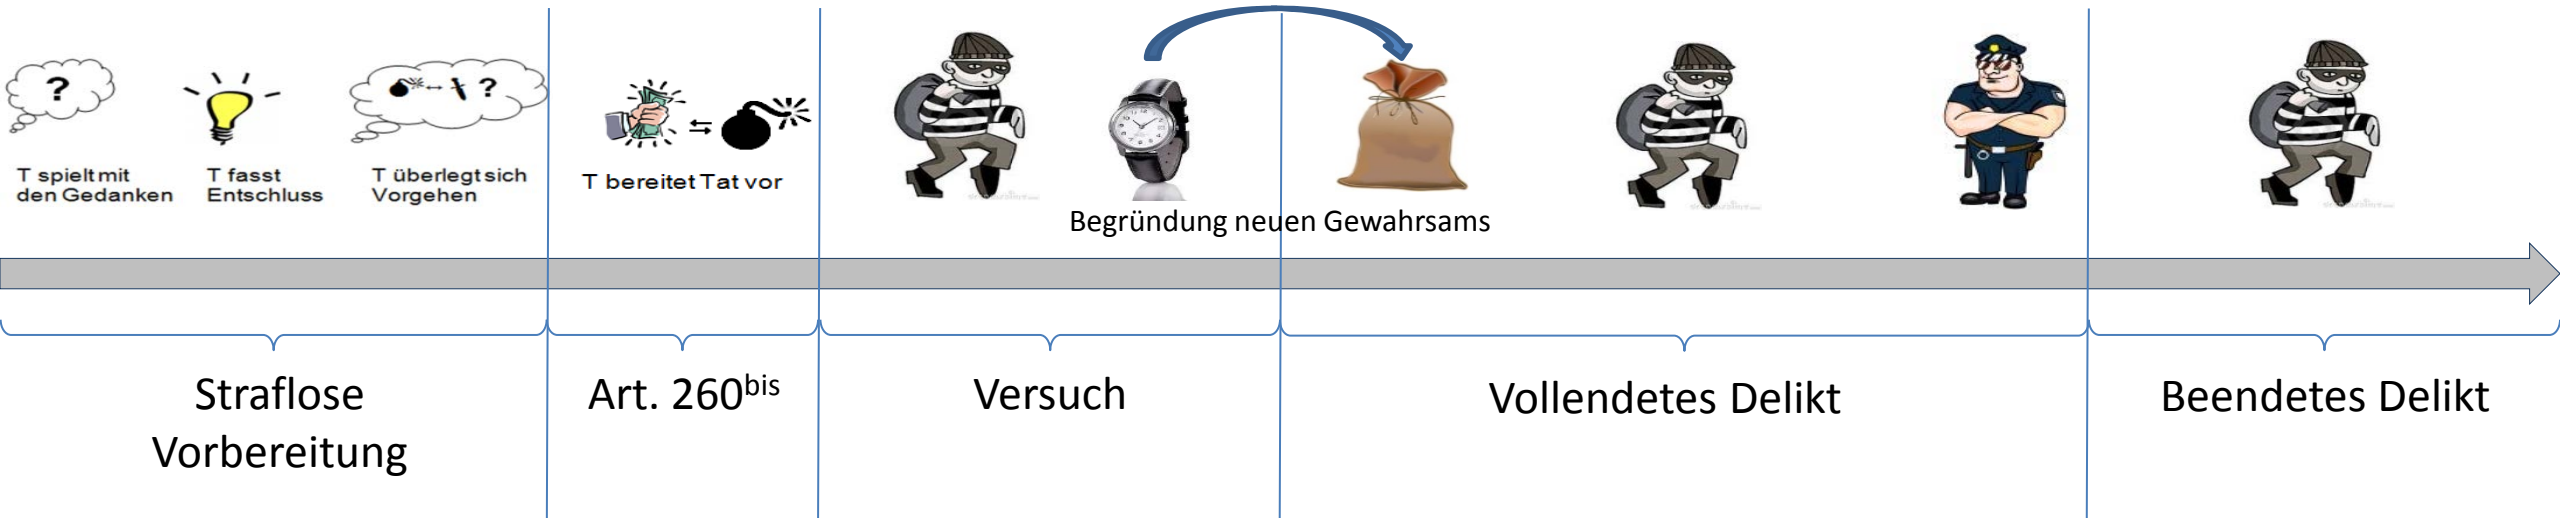 ?
?
T spielt mit
den Gedanken
T fasst
Entschluss
T überlegt sich
Vorgehen
T bereitet Tat vor
Begründung neuen Gewahrsams
Straflose
Vorbereitung
Art. 260bis
Versuch
Vollendetes Delikt
Beendetes Delikt